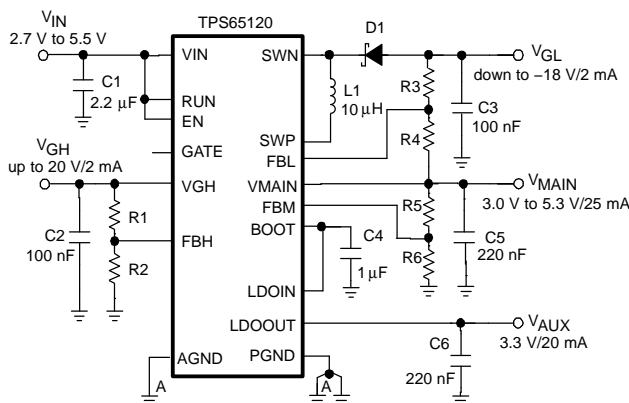 TPS65120
V_IN
2.7 V to 5.5 V
C1
2.2 μF
VIN
RUN
EN
GATE
V_GH
up to 20 V/2 mA
VGH
R1
C2
100 nF
FBH
R2
AGND
A
SWN
D1
V_GL
down to −18 V/2 mA
L1
10 μH
R3
C3
100 nF
SWP
FBL
R4
VMAIN
V_MAIN
3.0 V to 5.3 V/25 mA
FBM
R5
BOOT
C4
1 μF
R6
C5
220 nF
LDOIN
LDOOUT
V_AUX
3.3 V/20 mA
C6
220 nF
PGND
A